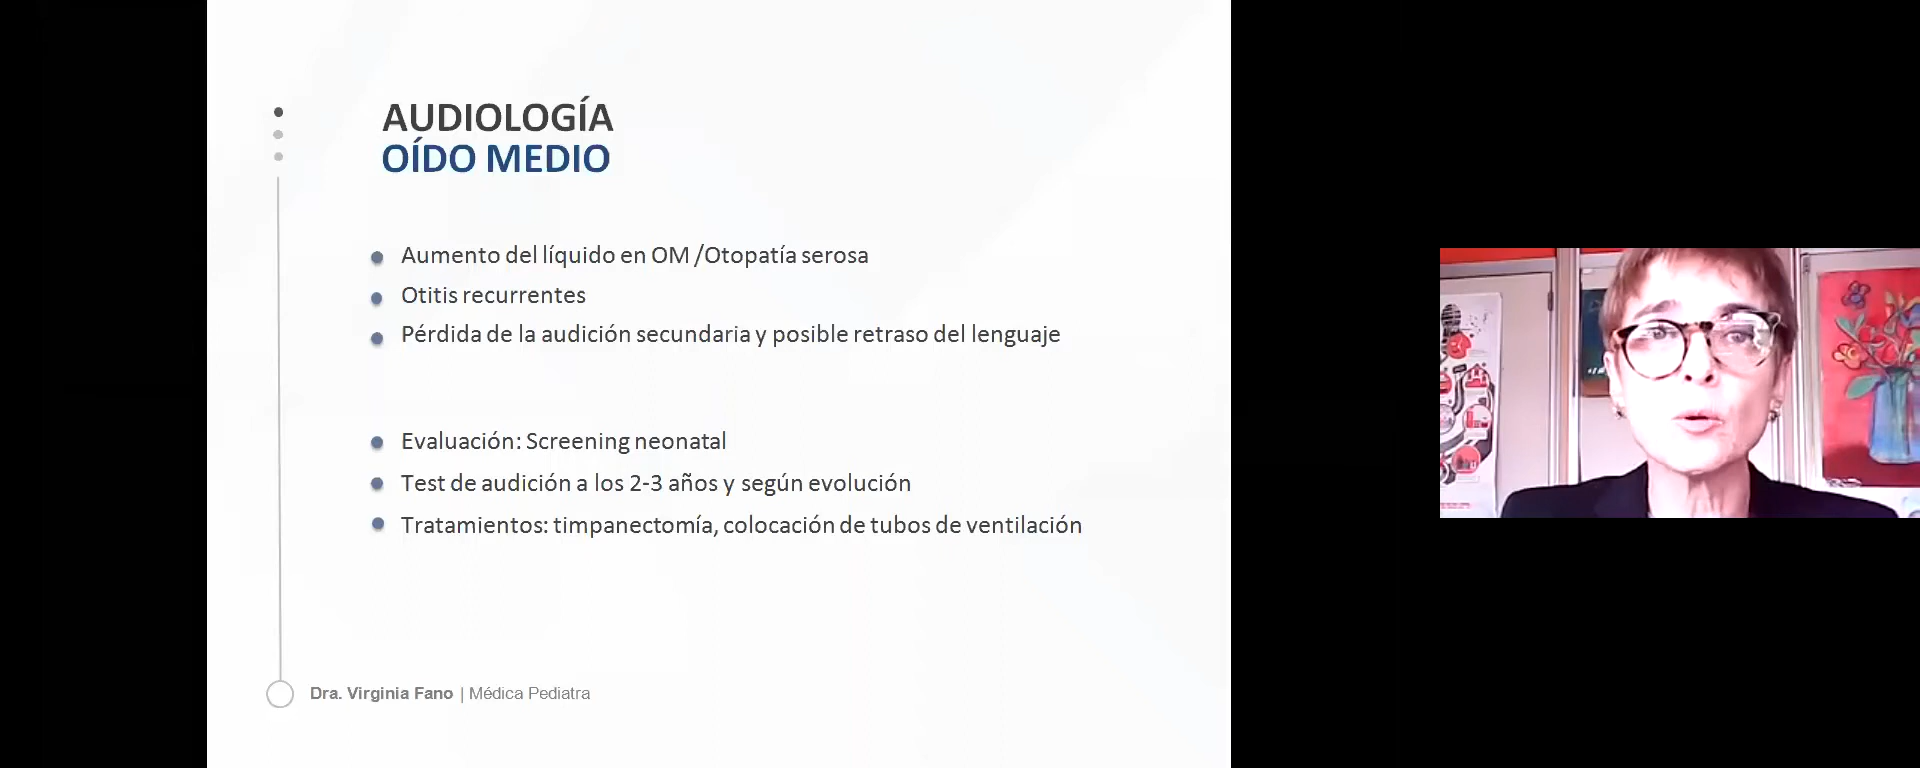 AUDIOLOGÍA
OÍDO MEDIO
Aumento del líquido en OM /Otopatía serosa
Otitis recurrentes
Pérdida de la audición secundaria y posible retraso del lenguaje
Evaluación: Screening neonatal
Test de audición a los 2-3 años y según evolución
Tratamientos: timpanectomía, colocación de tubos de ventilación
Dra. Virginia Fano | Médica Pediatra